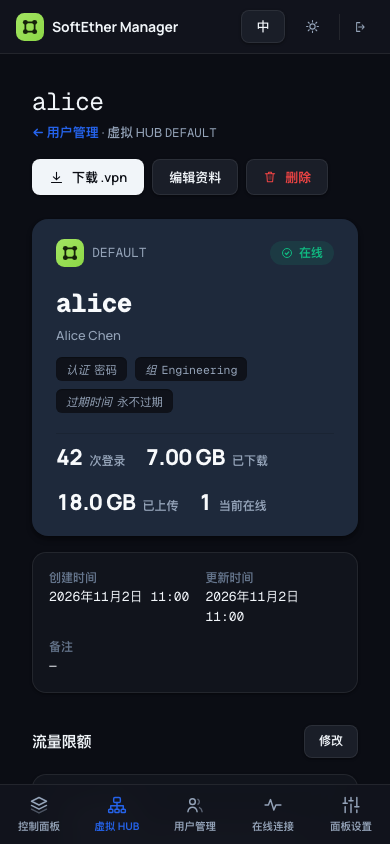 SoftEther Manager 中
alice
← 用户管理 · 虚拟 HUB DEFAULT
下载 .vpn 编辑资料 删除
DEFAULT 在线
alice
Alice Chen
认证 密码 组 Engineering
过期时间 永不过期
42 次登录 7.00 GB 已下载
18.0 GB 已上传 1 当前在线
创建时间 更新时间
2026年11月2日 11:00 2026年11月2日
11:00
备注
—
流量限额 修改
控制面板 虚拟 HUB 用户管理 在线连接 面板设置